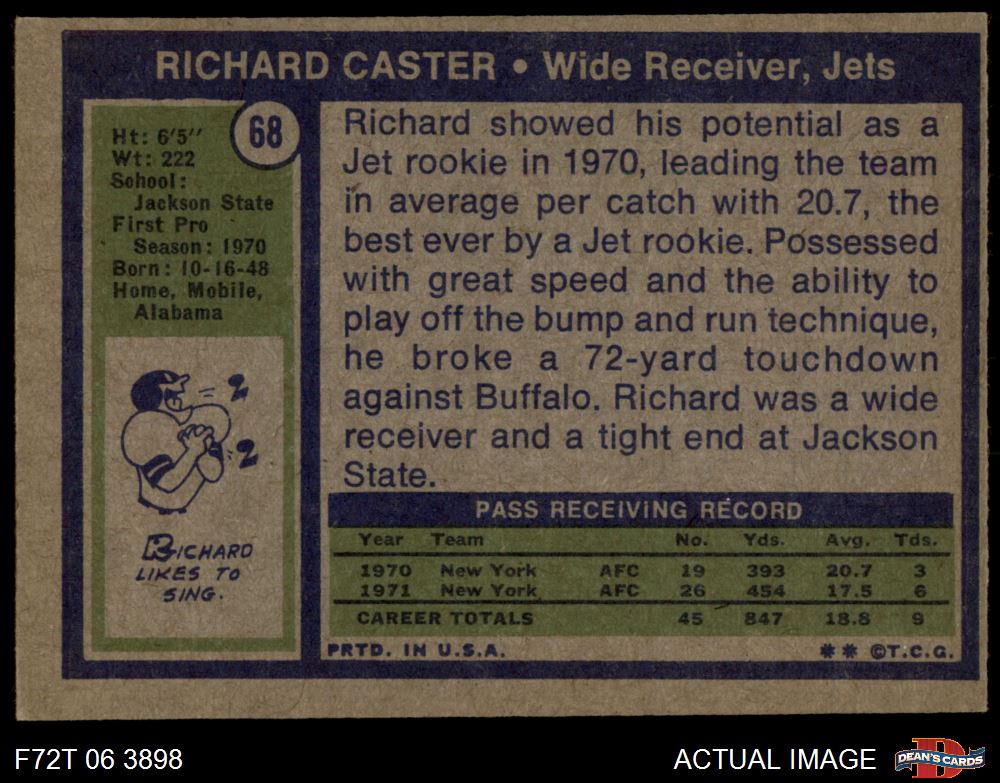 RICHARD CASTER • Wide Receiver, Jets
68
Ht: 6'5"
Wt: 222
School:
Jackson State
First Pro
Season: 1970
Born: 10-16-48
Home, Mobile,
Alabama
RICHARD
LIKES TO
SING.
Richard showed his potential as a
Jet rookie in 1970, leading the team
in average per catch with 20.7, the
best ever by a Jet rookie. Possessed
with great speed and the ability to
play off the bump and run technique,
he broke a 72-yard touchdown
against Buffalo. Richard was a wide
receiver and a tight end at Jackson
State.
PASS RECEIVING RECORD
Year Team No. Yds. Avg. Tds.
1970 New York AFC 19 393 20.7 3
1971 New York AFC 26 454 17.5 6
CAREER TOTALS 45 847 18.8 9
PRTD. IN U.S.A. ** ©T.C.G.
F72T 06 3898 ACTUAL IMAGE
DEAN'S CARDS